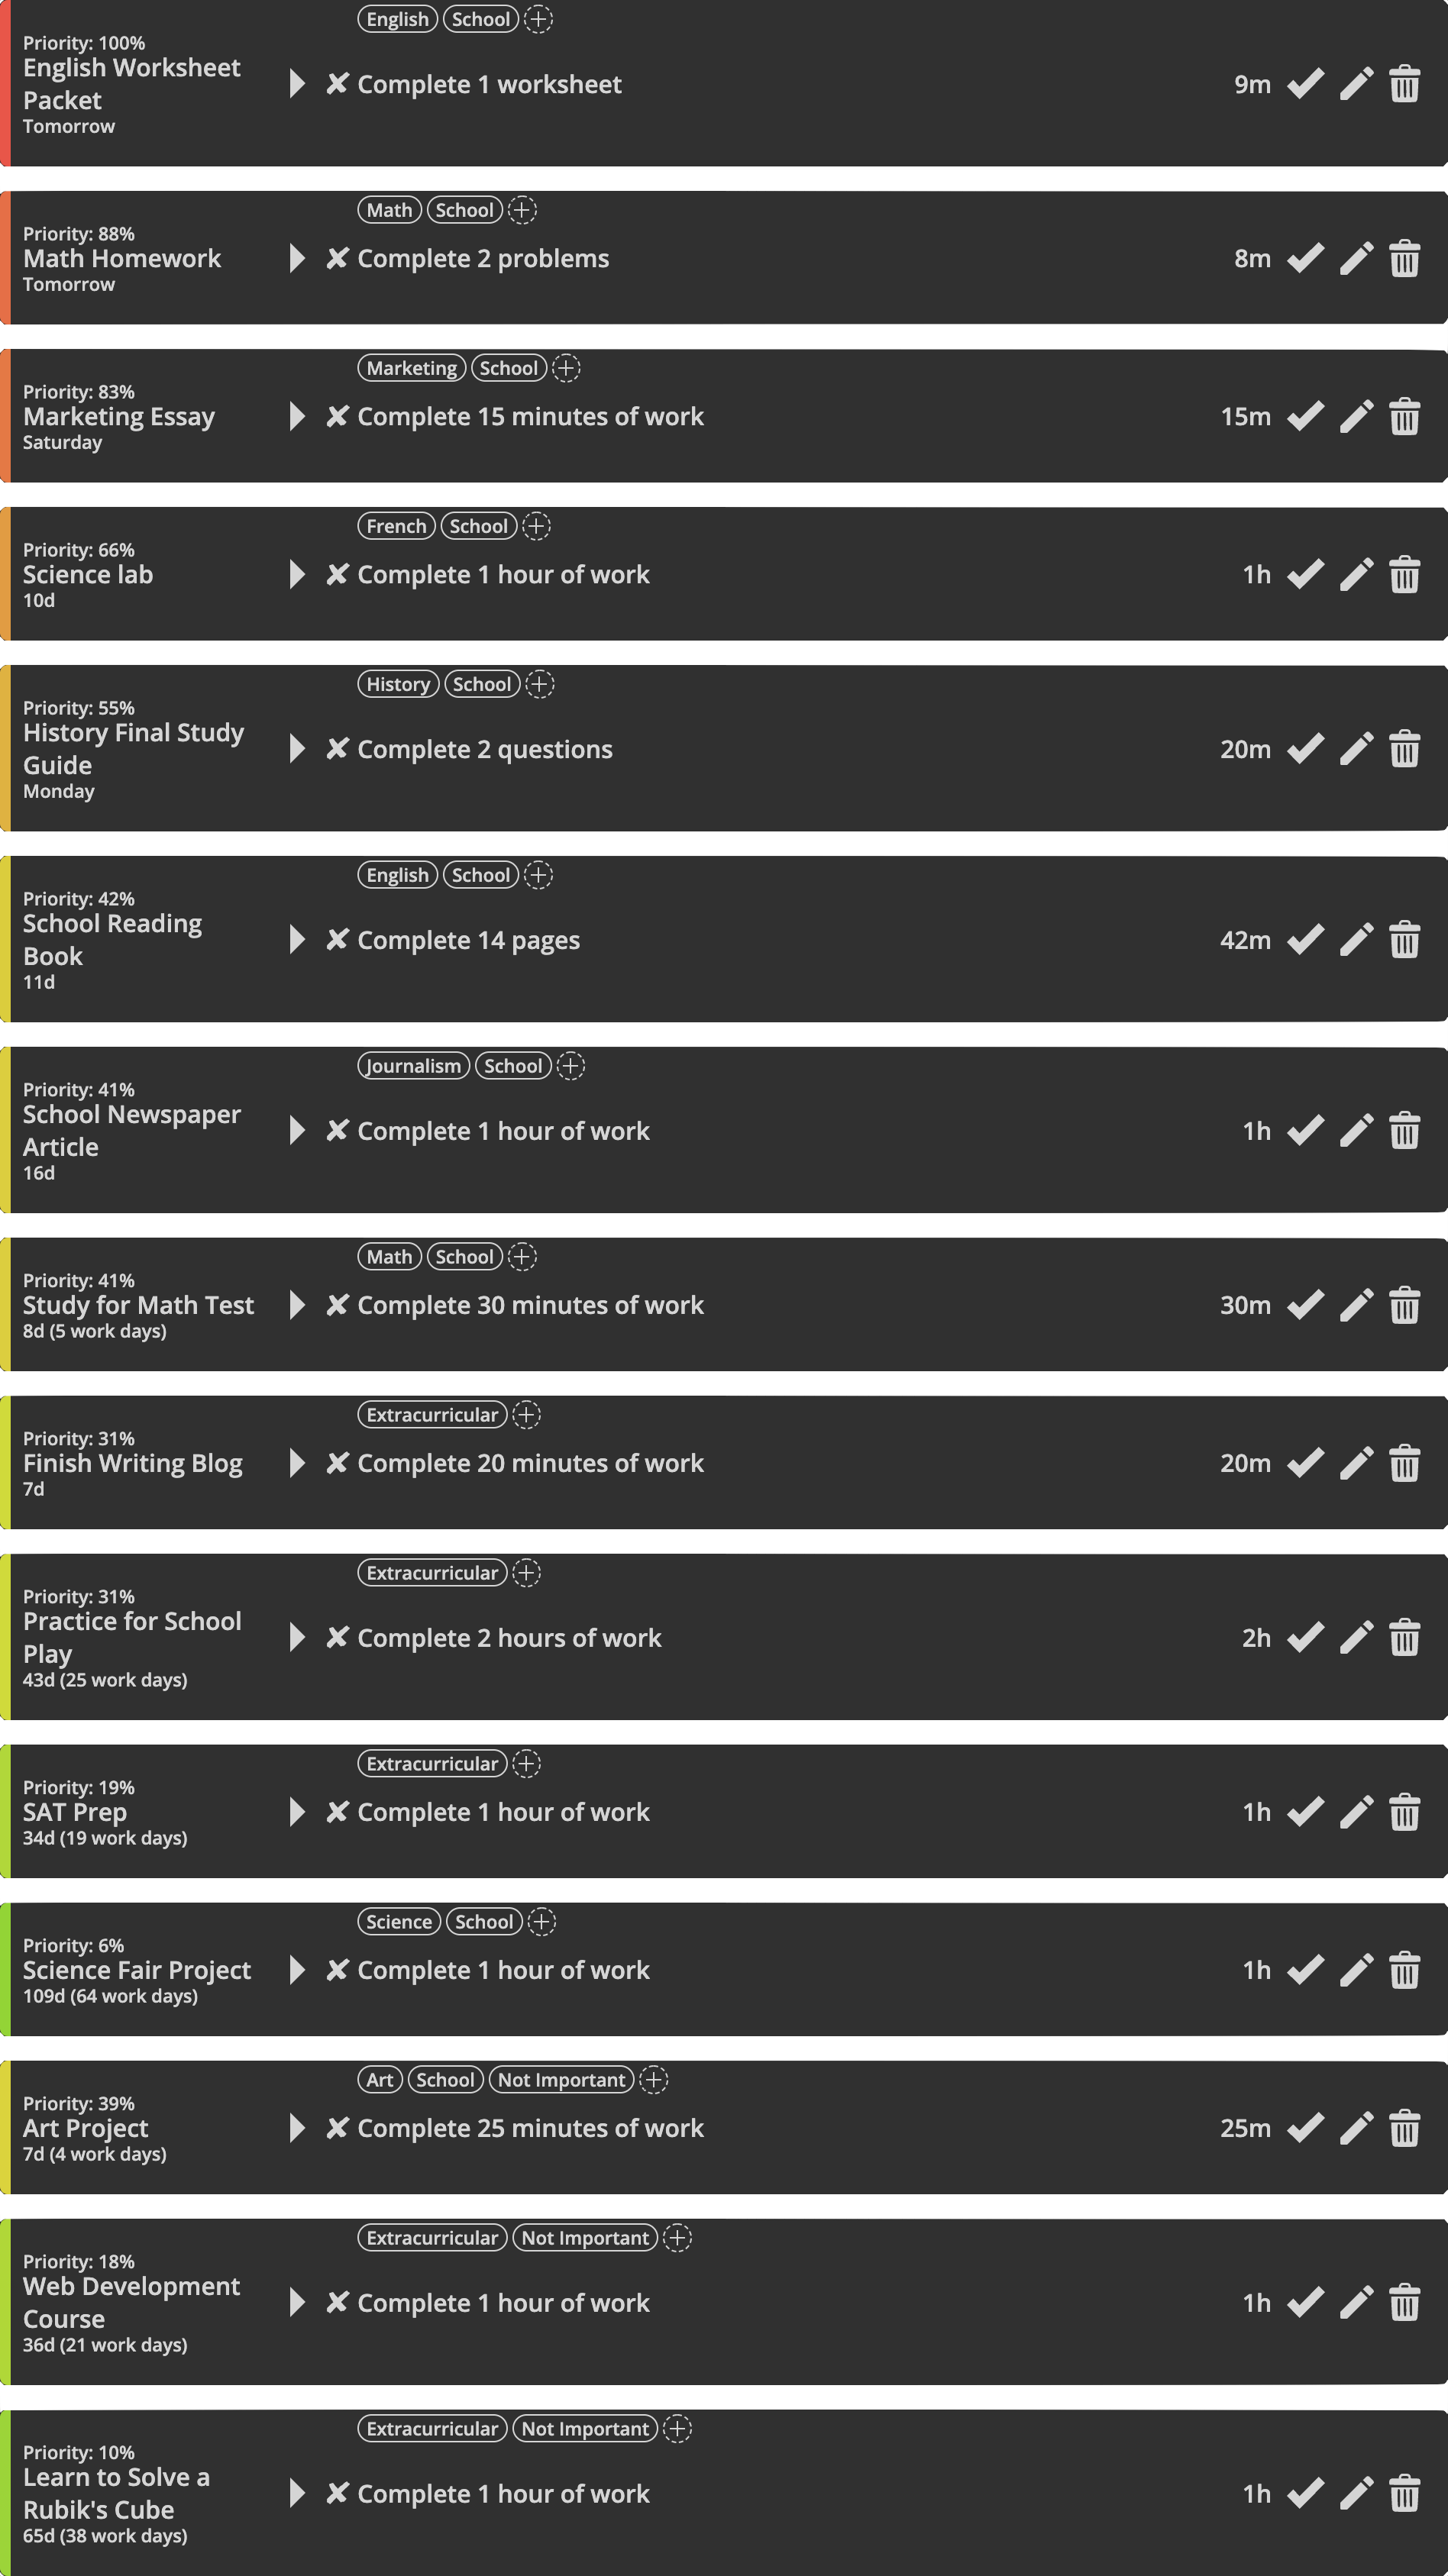 English School
Priority: 100%
English Worksheet
Packet
Tomorrow
Complete 1 worksheet
9m
Math School
Priority: 88%
Math Homework
Tomorrow
Complete 2 problems
8m
Marketing School
Priority: 83%
Marketing Essay
Saturday
Complete 15 minutes of work
15m
French School
Priority: 66%
Science lab
10d
Complete 1 hour of work
1h
History School
Priority: 55%
History Final Study
Guide
Monday
Complete 2 questions
20m
English School
Priority: 42%
School Reading
Book
11d
Complete 14 pages
42m
Journalism School
Priority: 41%
School Newspaper
Article
16d
Complete 1 hour of work
1h
Math School
Priority: 41%
Study for Math Test
8d (5 work days)
Complete 30 minutes of work
30m
Extracurricular
Priority: 31%
Finish Writing Blog
7d
Complete 20 minutes of work
20m
Extracurricular
Priority: 31%
Practice for School
Play
43d (25 work days)
Complete 2 hours of work
2h
Extracurricular
Priority: 19%
SAT Prep
34d (19 work days)
Complete 1 hour of work
1h
Science School
Priority: 6%
Science Fair Project
109d (64 work days)
Complete 1 hour of work
1h
Art School Not Important
Priority: 39%
Art Project
7d (4 work days)
Complete 25 minutes of work
25m
Extracurricular Not Important
Priority: 18%
Web Development
Course
36d (21 work days)
Complete 1 hour of work
1h
Extracurricular Not Important
Priority: 10%
Learn to Solve a
Rubik's Cube
65d (38 work days)
Complete 1 hour of work
1h